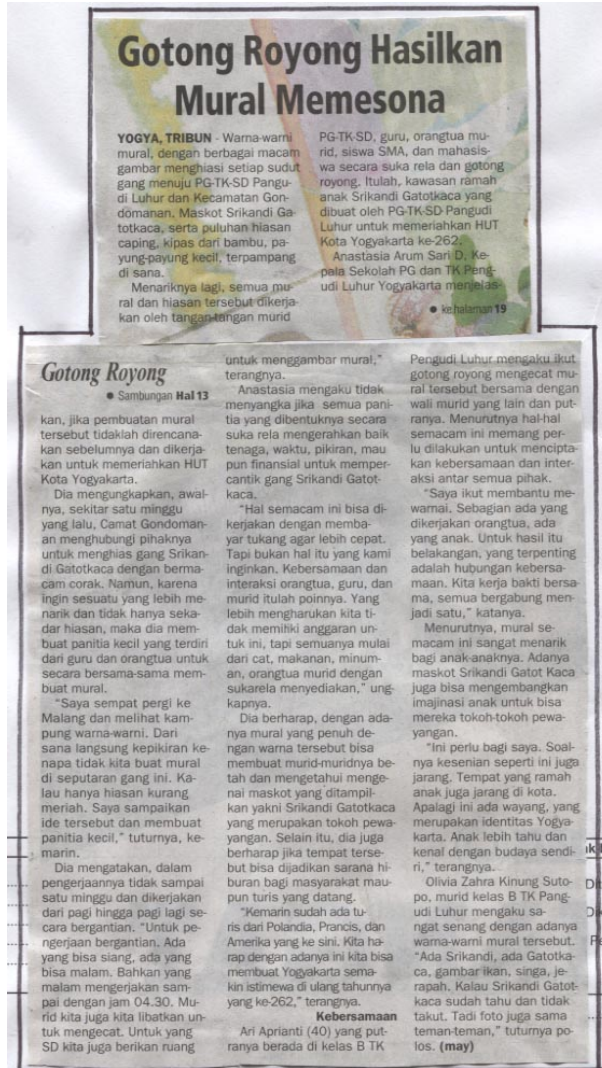 Gotong Royong Hasilkan
Mural Memesona
YOGYA, TRIBUN - Warna-warni
mural, dengan berbagai macam
gambar menghiasi setiap sudut
gang menuju PG-TK-SD Pangu-
di Luhur dan Kecamatan Gon-
domanan. Maskot Srikandi Ga-
totkaca, serta puluhan hiasan
caping, kipas dari bambu, pa-
yung-payung kecil, terpampang
di sana.
Menariknya lagi, semua mu-
ral dan hiasan tersebut dikerja-
kan oleh tangan-tangan murid
PG-TK-SD, guru, orangtua mu-
rid, siswa SMA, dan mahasis-
wa secara suka rela dan gotong
royong. Itulah, kawasan ramah
anak Srikandi Gatotkaca yang
dibuat oleh PG-TK-SD Pangudi
Luhur untuk memeriahkan HUT
Kota Yogyakarta ke-262.
Anastasia Arum Sari D, Ke-
pala Sekolah PG dan TK Peng-
udi Luhur Yogyakarta menjelas-
● ke halaman 19
Gotong Royong
● Sambungan Hal 13
kan, jika pembuatan mural
tersebut tidaklah direncana-
kan sebelumnya dan dikerja-
kan untuk memeriahkan HUT
Kota Yogyakarta.
Dia mengungkapkan, awal-
nya, sekitar satu minggu
yang lalu, Camat Gondoman-
an menghubungi pihaknya
untuk menghias gang Srikan-
di Gatotkaca dengan berma-
cam corak. Namun, karena
ingin sesuatu yang lebih me-
narik dan tidak hanya seka-
dar hiasan, maka dia mem-
buat panitia kecil yang terdiri
dari guru dan orangtua untuk
secara bersama-sama mem-
buat mural.
"Saya sempat pergi ke
Malang dan melihat kam-
pung warna-warni. Dari
sana langsung kepikiran ke-
napa tidak kita buat mural
di seputaran gang ini. Ka-
lau hanya hiasan kurang
meriah. Saya sampaikan
ide tersebut dan membuat
panitia kecil," tuturnya, ke-
marin.
Dia mengatakan, dalam
pengerjaannya tidak sampai
satu minggu dan dikerjakan
dari pagi hingga pagi lagi se-
cara bergantian. "Untuk pe-
ngerjaan bergantian. Ada
yang bisa siang, ada yang
bisa malam. Bahkan yang
malam mengerjakan sam-
pai dengan jam 04.30. Mu-
rid kita juga kita libatkan un-
tuk mengecat. Untuk yang
SD kita juga berikan ruang
untuk menggambar mural,"
terangnya.
Anastasia mengaku tidak
menyangka jika semua pani-
tia yang dibentuknya secara
suka rela mengerahkan baik
tenaga, waktu, pikiran, mau
pun finansial untuk memper-
cantik gang Srikandi Gatot-
kaca.
"Hal semacam ini bisa di-
kerjakan dengan memba-
yar tukang agar lebih cepat.
Tapi bukan hal itu yang kami
inginkan. Kebersamaan dan
interaksi orangtua, guru, dan
murid itulah poinnya. Yang
lebih mengharukan kita ti-
dak memiliki anggaran un-
tuk ini, tapi semuanya mulai
dari cat, makanan, minum-
an, orangtua murid dengan
sukarela menyediakan," ung-
kapnya.
Dia berharap, dengan ada-
nya mural yang penuh de-
ngan warna tersebut bisa
membuat murid-muridnya be-
tah dan mengetahui menge-
nai maskot yang ditampil-
kan yakni Srikandi Gatotkaca
yang merupakan tokoh pewa-
yangan. Selain itu, dia juga
berharap jika tempat terse-
but bisa dijadikan sarana hi-
buran bagi masyarakat mau-
pun turis yang datang.
"Kemarin sudah ada tu-
ris dari Polandia, Prancis, dan
Amerika yang ke sini. Kita ha-
rap dengan adanya ini kita bisa
membuat Yogyakarta sema-
kin istimewa di ulang tahunnya
yang ke-262," terangnya.
Kebersamaan
Ari Aprianti (40) yang put-
ranya berada di kelas B TK
Pengudi Luhur mengaku ikut
gotong royong mengecat mu-
ral tersebut bersama dengan
wali murid yang lain dan put-
ranya. Menurutnya hal-hal
semacam ini memang per-
lu dilakukan untuk mencipta-
kan kebersamaan dan inter-
aksi antar semua pihak.
"Saya ikut membantu me-
warnai. Sebagian ada yang
dikerjakan orangtua, ada
yang anak. Untuk hasil itu
belakangan, yang terpenting
adalah hubungan kebersa-
maan. Kita kerja bakti bersa-
ma, semua bergabung men-
jadi satu," katanya.
Menurutnya, mural se-
macam ini sangat menarik
bagi anak-anaknya. Adanya
maskot Srikandi Gatot Kaca
juga bisa mengembangkan
imajinasi anak untuk bisa
mereka tokoh-tokoh pewa-
yangan.
"Ini perlu bagi saya. Soal-
nya kesenian seperti ini juga
jarang. Tempat yang ramah
anak juga jarang di kota.
Apalagi ini ada wayang, yang
merupakan identitas Yogya-
karta. Anak lebih tahu dan
kenal dengan budaya sendi-
ri," terangnya.
Olivia Zahra Kinung Suto-
po, murid kelas B TK Pang-
udi Luhur mengaku sa-
ngat senang dengan adanya
warna-warni mural tersebut.
"Ada Srikandi, ada Gatotka-
ca, gambar ikan, singa, je-
rapah. Kalau Srikandi Gatot-
kaca sudah tahu dan tidak
takut. Tadi foto juga sama
teman-teman," tuturnya po-
los. (may)